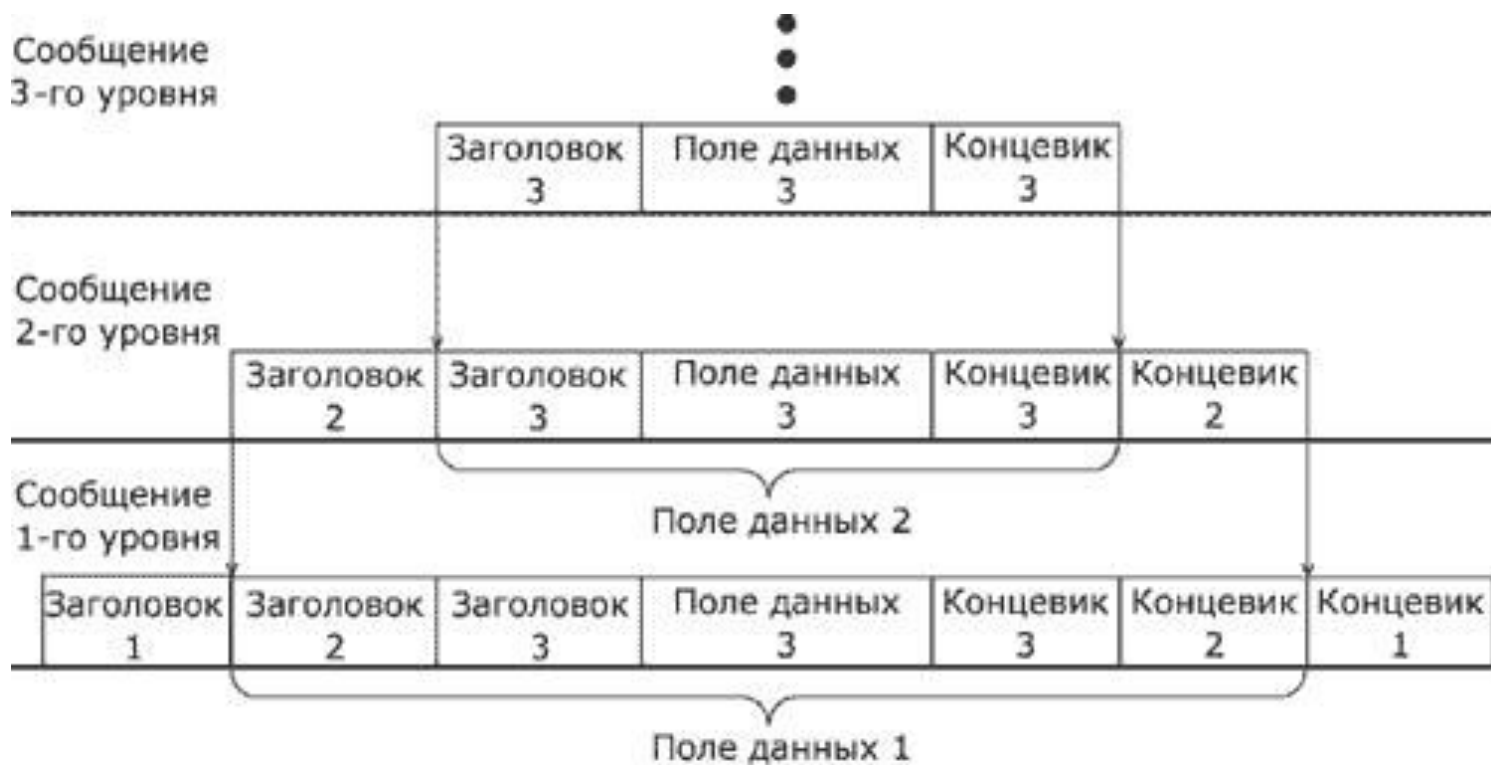 Сообщение
3-го уровня
Заголовок Поле данных Концевик
3 3 3
Сообщение
2-го уровня
Заголовок Заголовок Поле данных Концевик Концевик
2 3 3 3 2
Поле данных 2
Сообщение
1-го уровня
Заголовок Заголовок Заголовок Поле данных Концевик Концевик Концевик
1 2 3 3 3 2 1
Поле данных 1